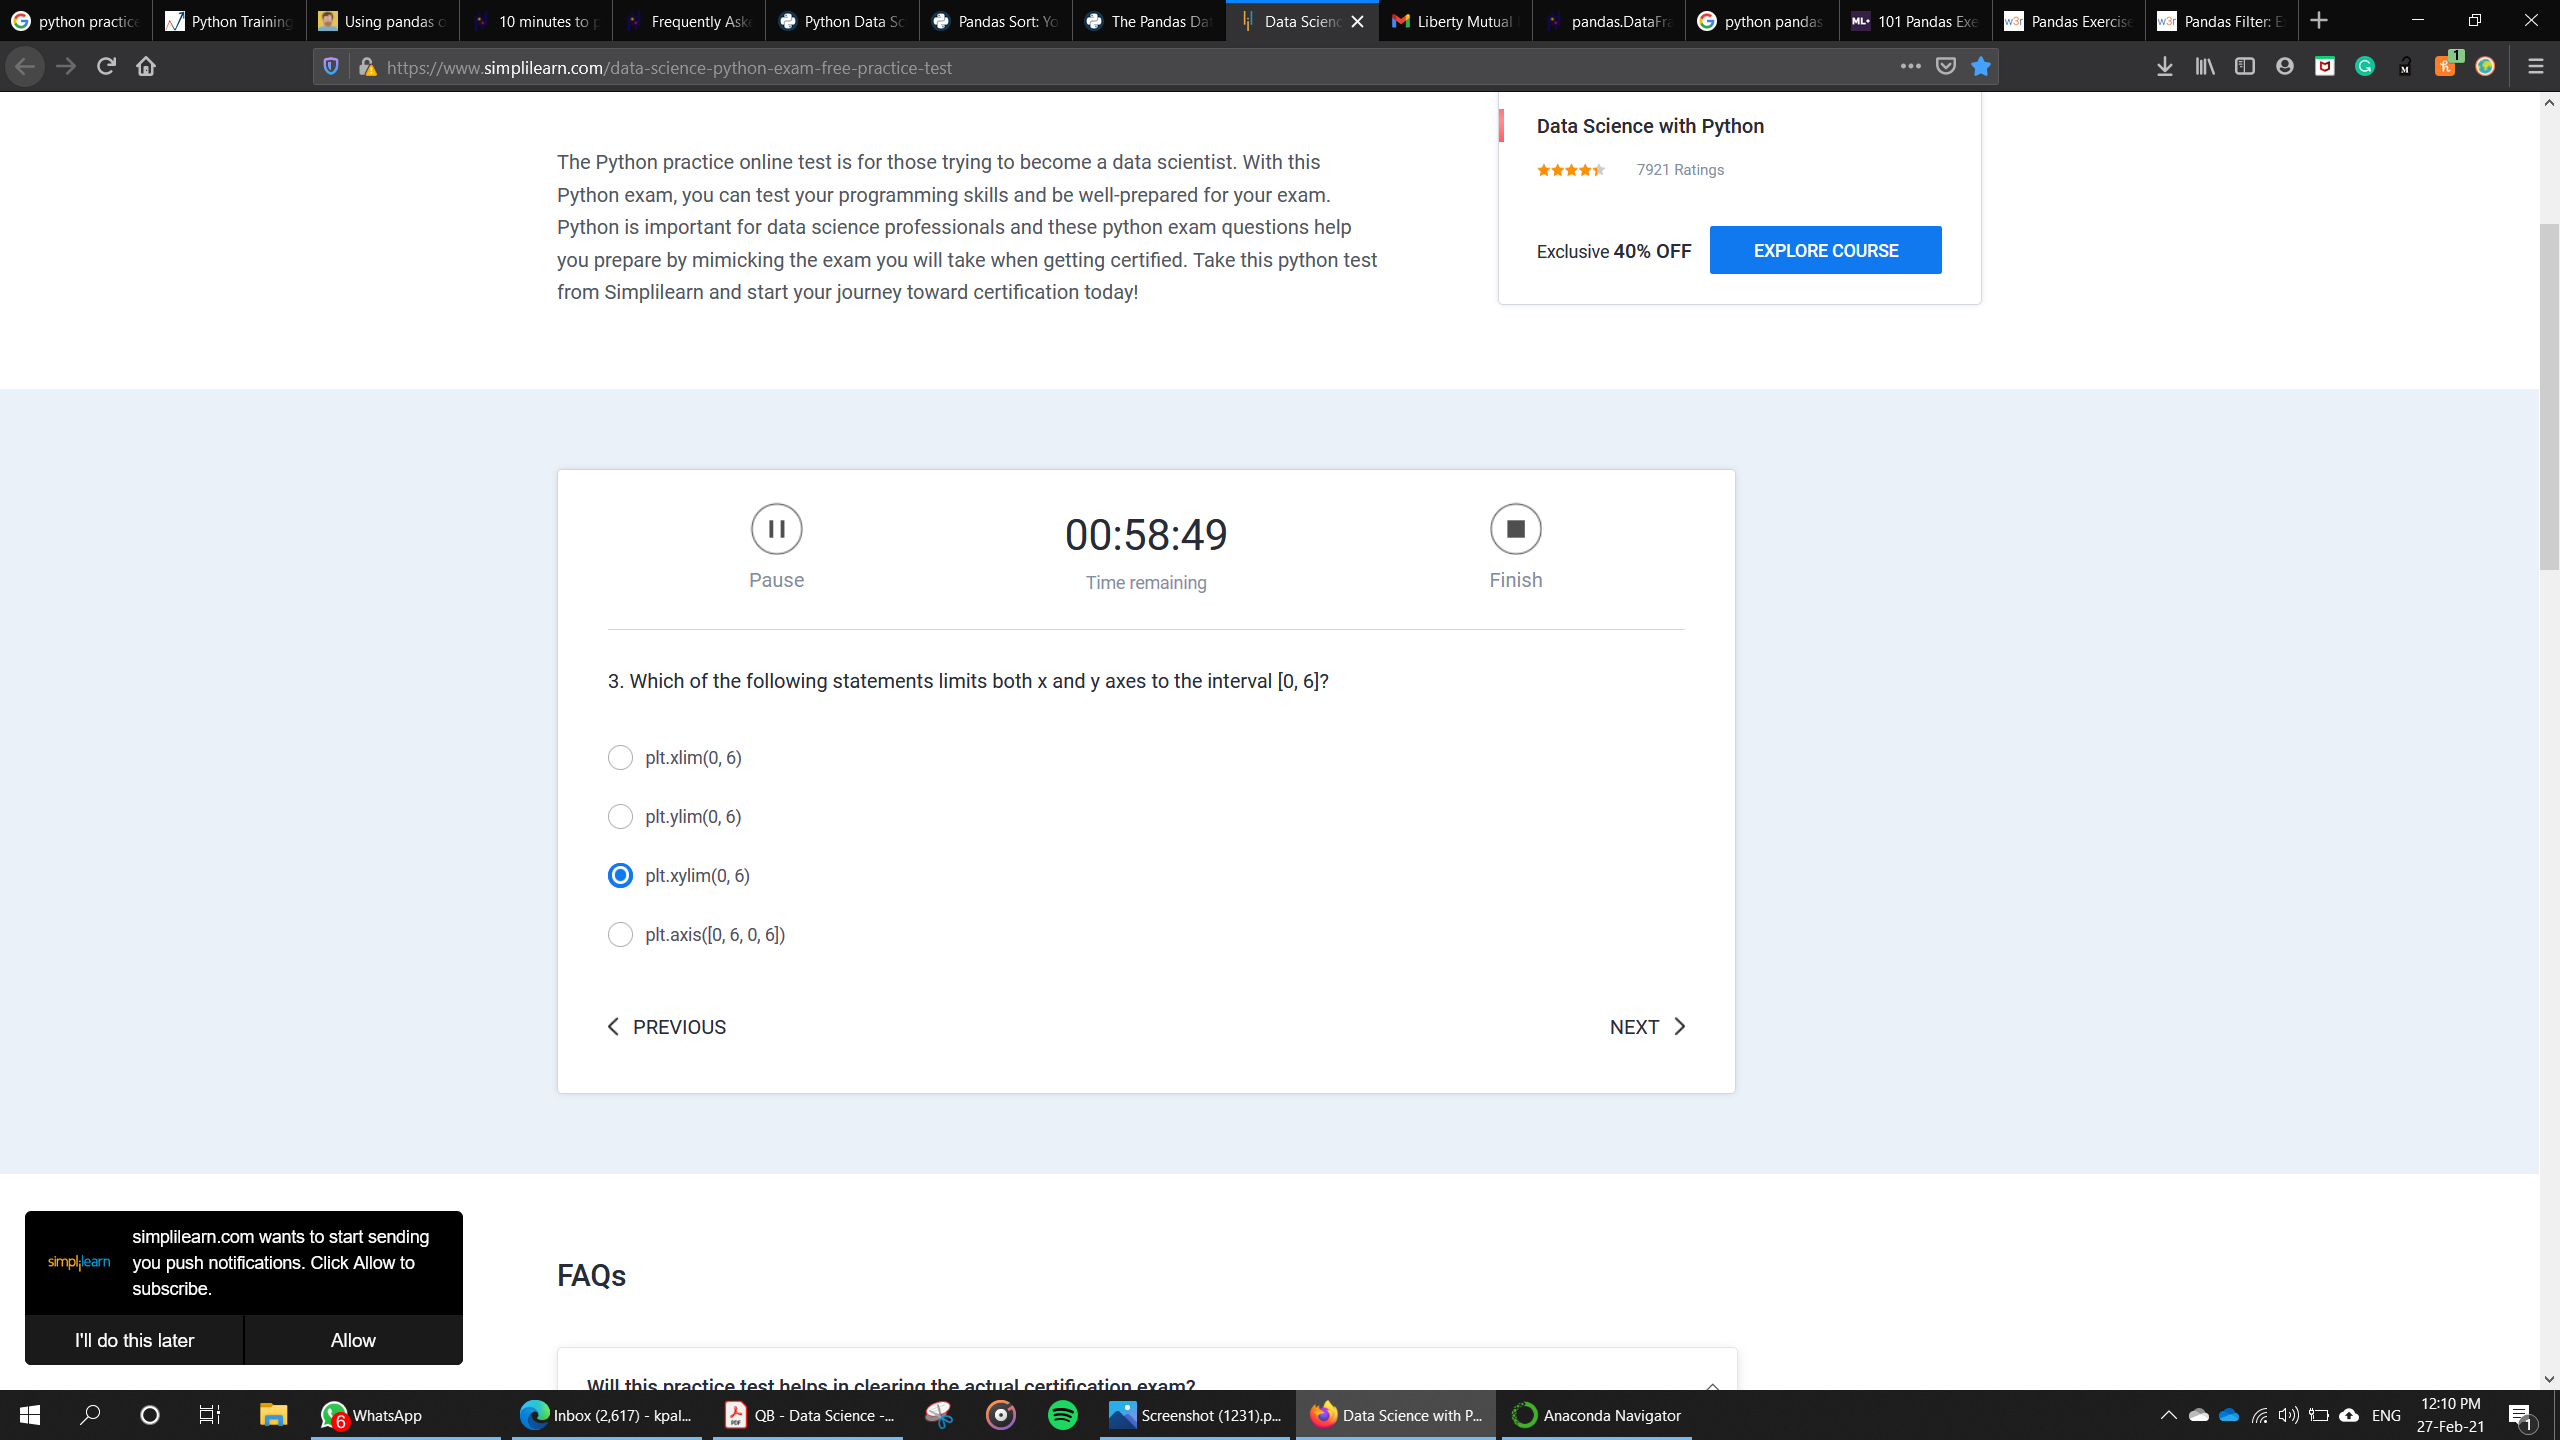 python practice
Python Training
Using pandas o
10 minutes to p
Frequently Aske
Python Data Sc
Pandas Sort: Yo
The Pandas Dat
Data Scienc
Liberty Mutual
pandas.DataFra
python pandas
101 Pandas Exe
Pandas Exercise
Pandas Filter: E
https://www.simplilearn.com/data-science-python-exam-free-practice-test
1
The Python practice online test is for those trying to become a data scientist. With this
Python exam, you can test your programming skills and be well-prepared for your exam.
Python is important for data science professionals and these python exam questions help
you prepare by mimicking the exam you will take when getting certified. Take this python test
from Simplilearn and start your journey toward certification today!
Data Science with Python
7921 Ratings
Exclusive 40% OFF
EXPLORE COURSE
Pause
00:58:49
Time remaining
Finish
3. Which of the following statements limits both x and y axes to the interval [0, 6]?
plt.xlim(0, 6)
plt.ylim(0, 6)
plt.xylim(0, 6)
plt.axis([0, 6, 0, 6])
PREVIOUS
NEXT
simplilearn
simplilearn.com wants to start sending
you push notifications. Click Allow to
subscribe.
I'll do this later
Allow
FAQs
Will this practice test helps in clearing the actual certification exam?
6
WhatsApp
Inbox (2,617) - kpal...
QB - Data Science -...
Screenshot (1231).p...
Data Science with P...
Anaconda Navigator
ENG
12:10 PM
27-Feb-21
1